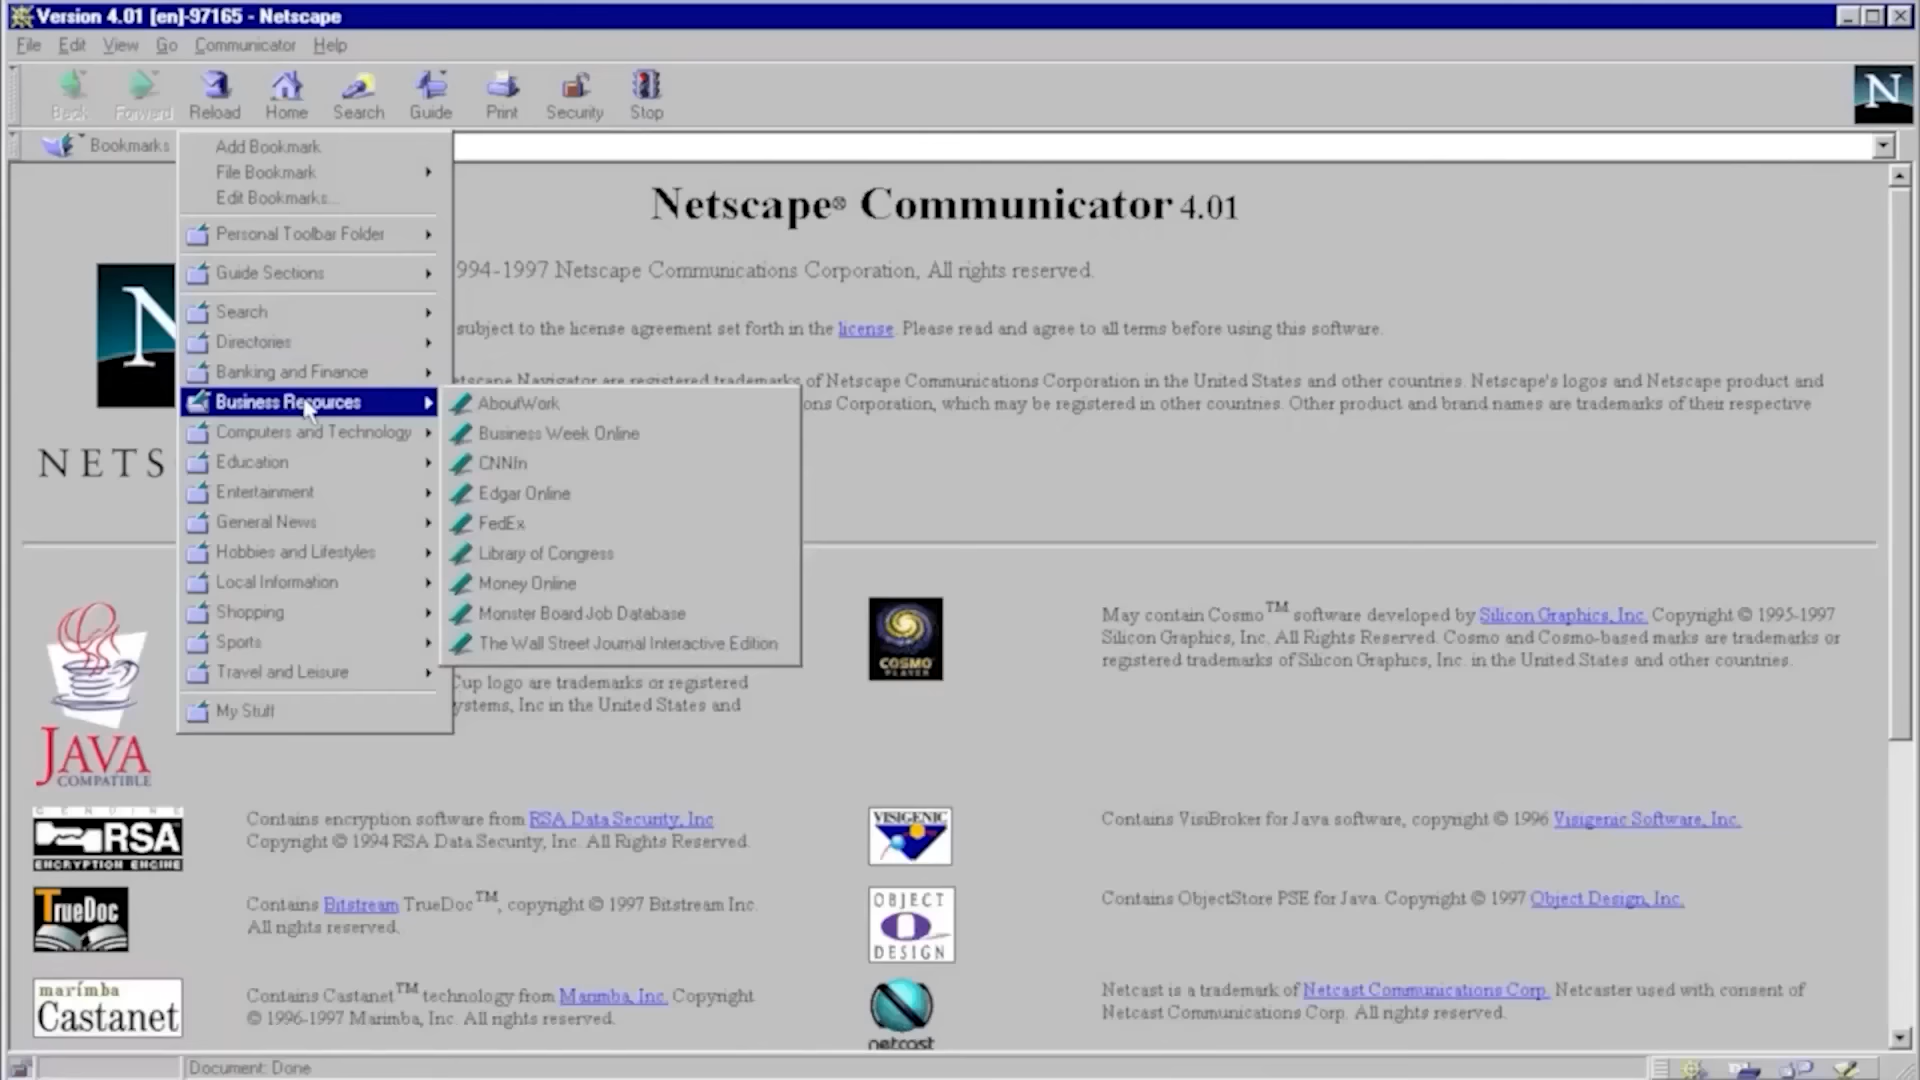 Version 4.01 [en]-97165 - Netscape
File Edit View Go Communicator Help
Back Forward Reload Home Search Guide Print Security Stop
N
Bookmarks
Add Bookmark
File Bookmark
Edit Bookmarks...
Personal Toolbar Folder
Guide Sections
Search
Directories
Banking and Finance
Business Resources
Computers and Technology
Education
Entertainment
General News
Hobbies and Lifestyles
Local Information
Shopping
Sports
Travel and Leisure
My Stuff
AboutWork
Business Week Online
CNNfn
Edgar Online
FedEx
Library of Congress
Money Online
Monster Board Job Database
The Wall Street Journal Interactive Edition
Netscape® Communicator 4.01
994-1997 Netscape Communications Corporation, All rights reserved.
subject to the license agreement set forth in the license. Please read and agree to all terms before using this software.
etscape Navigator are registered trademarks of Netscape Communications Corporation in the United States and other countries. Netscape's logos and Netscape product and
ons Corporation, which may be registered in other countries. Other product and brand names are trademarks of their respective
N
NETS
JAVA
COMPATIBLE
Cup logo are trademarks or registered
ystems, Inc in the United States and
COSMO
PLAYER
May contain Cosmo™ software developed by Silicon Graphics, Inc. Copyright © 1995-1997
Silicon Graphics, Inc. All Rights Reserved. Cosmo and Cosmo-based marks are trademarks or
registered trademarks of Silicon Graphics, Inc. in the United States and other countries.
GENUINE
RSA
ENCRYPTION ENGINE
Contains encryption software from RSA Data Security, Inc
Copyright © 1994 RSA Data Security, Inc. All Rights Reserved.
VISIGENIC
Contains VisiBroker for Java software, copyright © 1996 Visigenic Software, Inc.
TRUEDOC
Contains Bitstream TrueDoc™, copyright © 1997 Bitstream Inc.
All rights reserved.
OBJECT
DESIGN
Contains ObjectStore PSE for Java. Copyright © 1997 Object Design, Inc.
marimba
Castanet
Contains Castanet™ technology from Marimba, Inc. Copyright
© 1996-1997 Marimba, Inc. All rights reserved.
netcast
Netcast is a trademark of Netcast Communications Corp. Netcaster used with consent of
Netcast Communications Corp. All rights reserved.
Document: Done